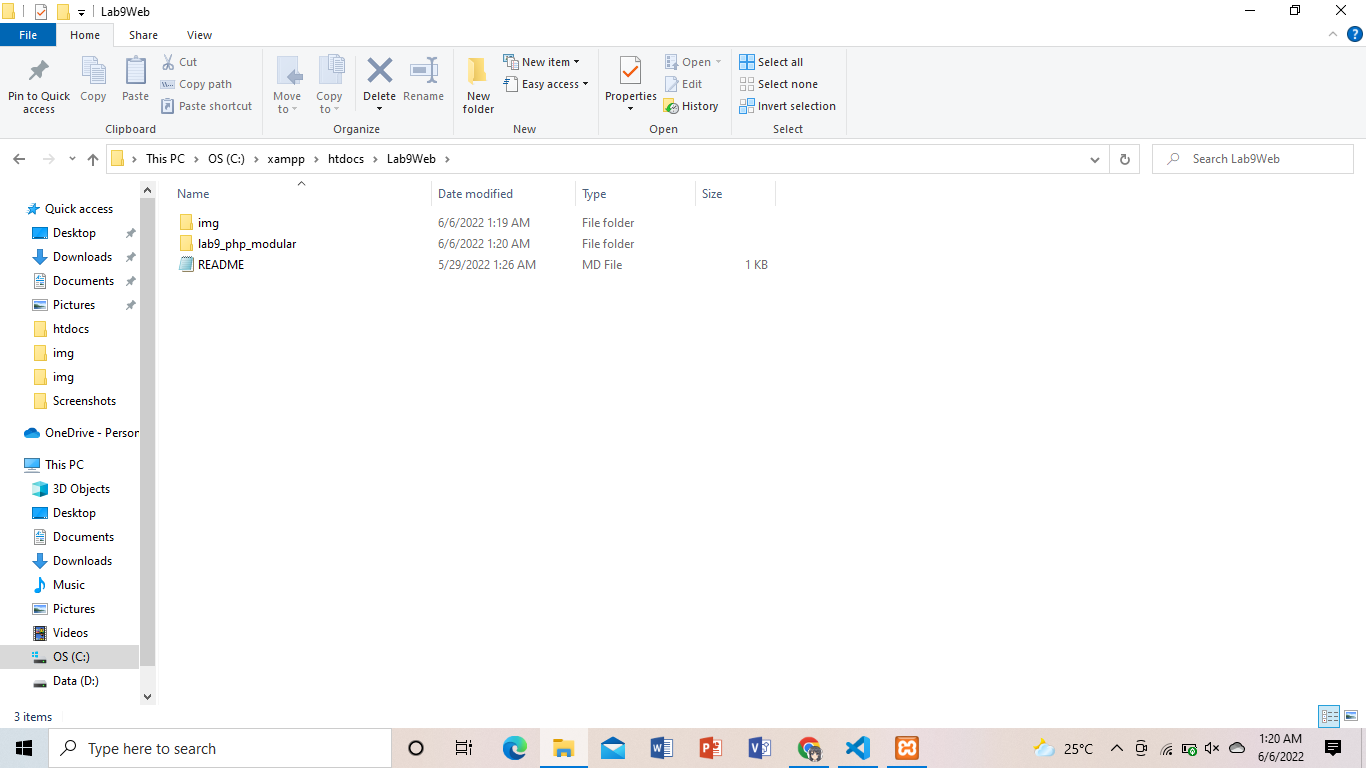 Lab9Web
File Home Share View
Pin to Quick access
Copy
Paste
Cut
Copy path
Paste shortcut
Clipboard
Move to
Copy to
Delete
Rename
Organize
New folder
New item
Easy access
New
Properties
Open
Edit
History
Open
Select all
Select none
Invert selection
Select
This PC > OS (C:) > xampp > htdocs > Lab9Web >
Search Lab9Web
Quick access
Desktop
Downloads
Documents
Pictures
htdocs
img
img
Screenshots
OneDrive - Person
This PC
3D Objects
Desktop
Documents
Downloads
Music
Pictures
Videos
OS (C:)
Data (D:)
Name Date modified Type Size
img 6/6/2022 1:19 AM File folder
lab9_php_modular 6/6/2022 1:20 AM File folder
README 5/29/2022 1:26 AM MD File 1 KB
3 items
Type here to search
25°C
1:20 AM
6/6/2022